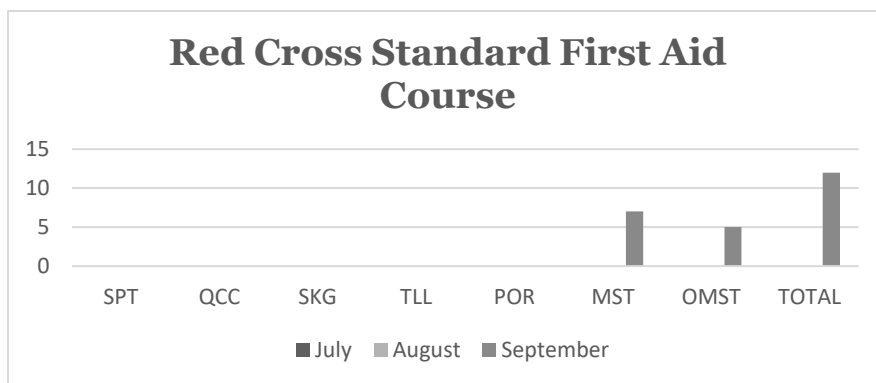 Red Cross Standard First Aid
Course
15
10
5
0
SPT QCC SKG TLL POR MST OMST TOTAL
July August September